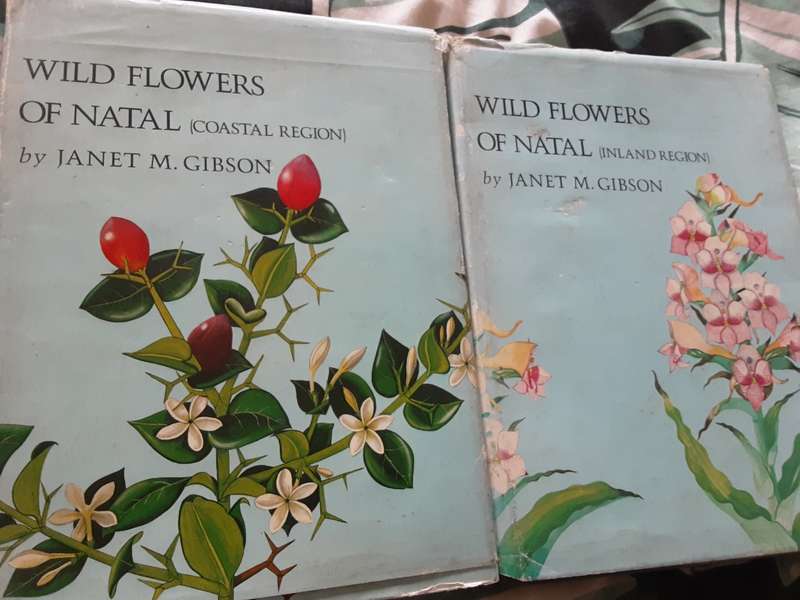 WILD FLOWERS
OF NATAL (COASTAL REGION)
by JANET M. GIBSON
WILD FLOWERS
OF NATAL (INLAND REGION)
by JANET M. GIBSON